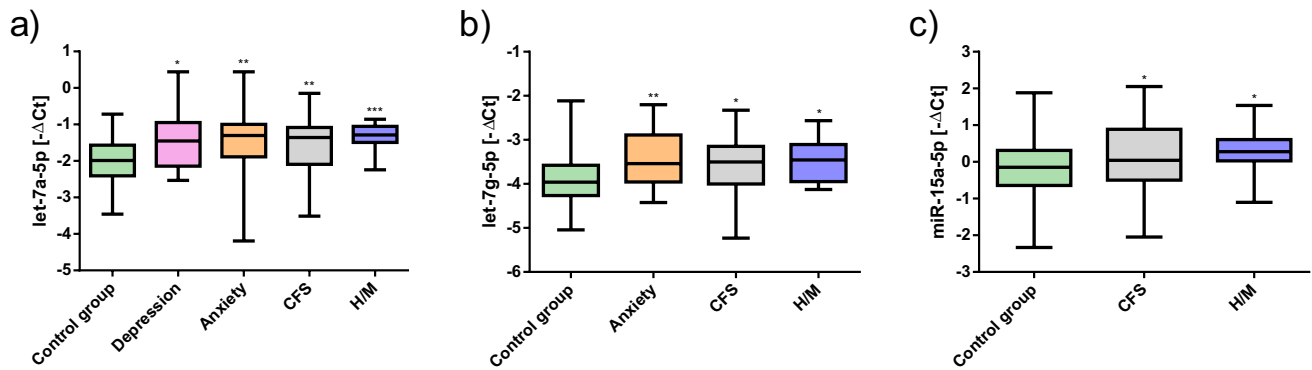 a)
let-7a-5p [-ΔCt]
1
0
-1
-2
-3
-4
-5
*
**
**
***
Control group
Depression
Anxiety
CFS
H/M
b)
let-7g-5p [-ΔCt]
-1
-2
-3
-4
-5
-6
**
*
*
Control group
Anxiety
CFS
H/M
c)
miR-15a-5p [-ΔCt]
3
2
1
0
-1
-2
-3
*
*
Control group
CFS
H/M